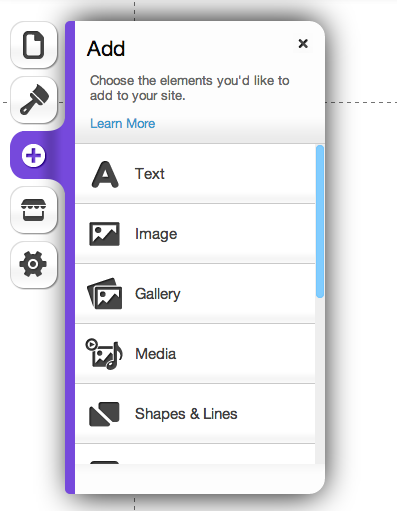 Add
Choose the elements you'd like to
add to your site.
Learn More
Text
Image
Gallery
Media
Shapes & Lines